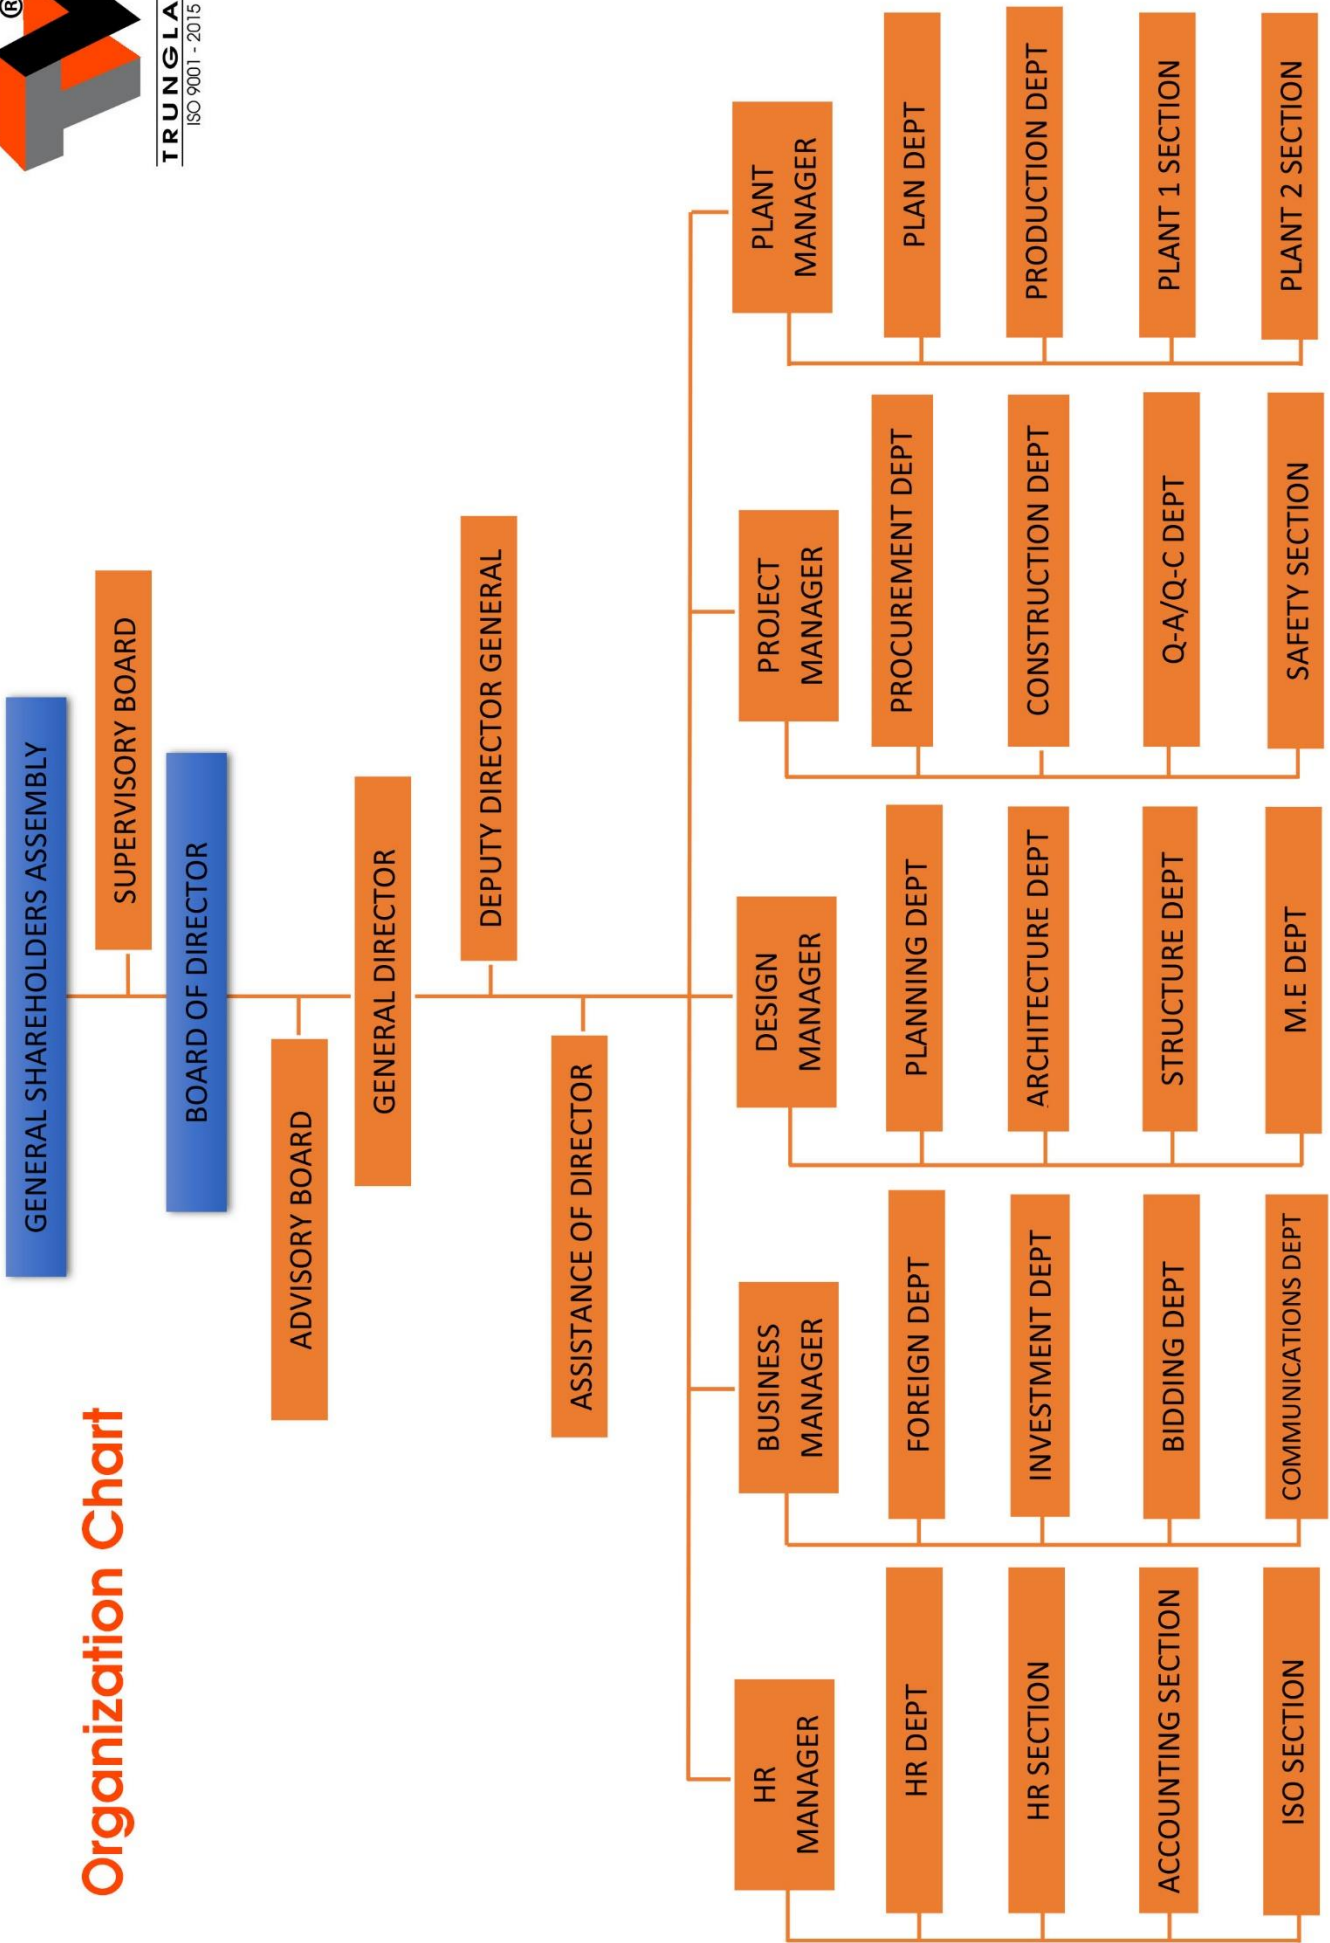 Organization Chart
®
TRUNGLA
ISO 9001 - 2015
GENERAL SHAREHOLDERS ASSEMBLY
SUPERVISORY BOARD
BOARD OF DIRECTOR
ADVISORY BOARD
GENERAL DIRECTOR
DEPUTY DIRECTOR GENERAL
ASSISTANCE OF DIRECTOR
HR
MANAGER
HR DEPT
HR SECTION
ACCOUNTING SECTION
ISO SECTION
BUSINESS
MANAGER
FOREIGN DEPT
INVESTMENT DEPT
BIDDING DEPT
COMMUNICATIONS DEPT
DESIGN
MANAGER
PLANNING DEPT
ARCHITECTURE DEPT
STRUCTURE DEPT
M.E DEPT
PROJECT
MANAGER
PROCUREMENT DEPT
CONSTRUCTION DEPT
Q-A/Q-C DEPT
SAFETY SECTION
PLANT
MANAGER
PLAN DEPT
PRODUCTION DEPT
PLANT 1 SECTION
PLANT 2 SECTION